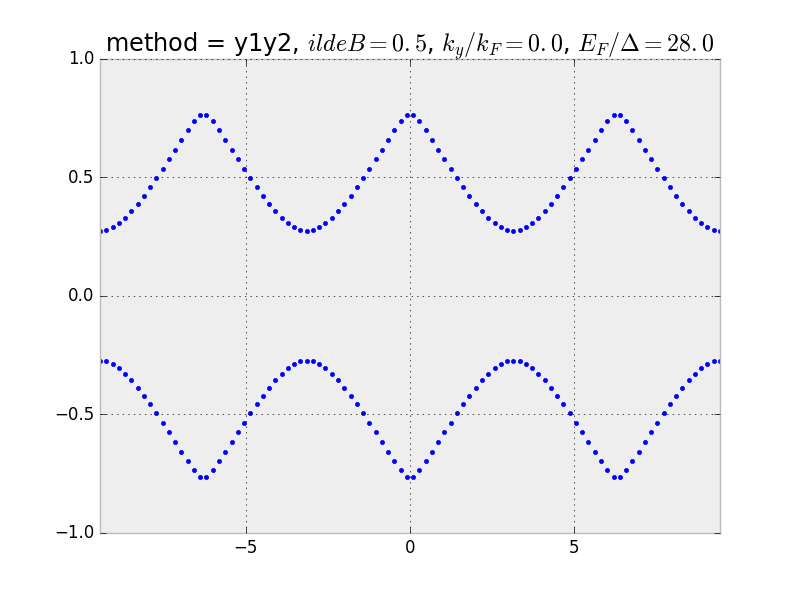 method = y1y2, ildeB = 0.5, k_y/k_F = 0.0, E_F/Δ = 28.0
1.0
0.5
0.0
−0.5
−1.0
−5 0 5